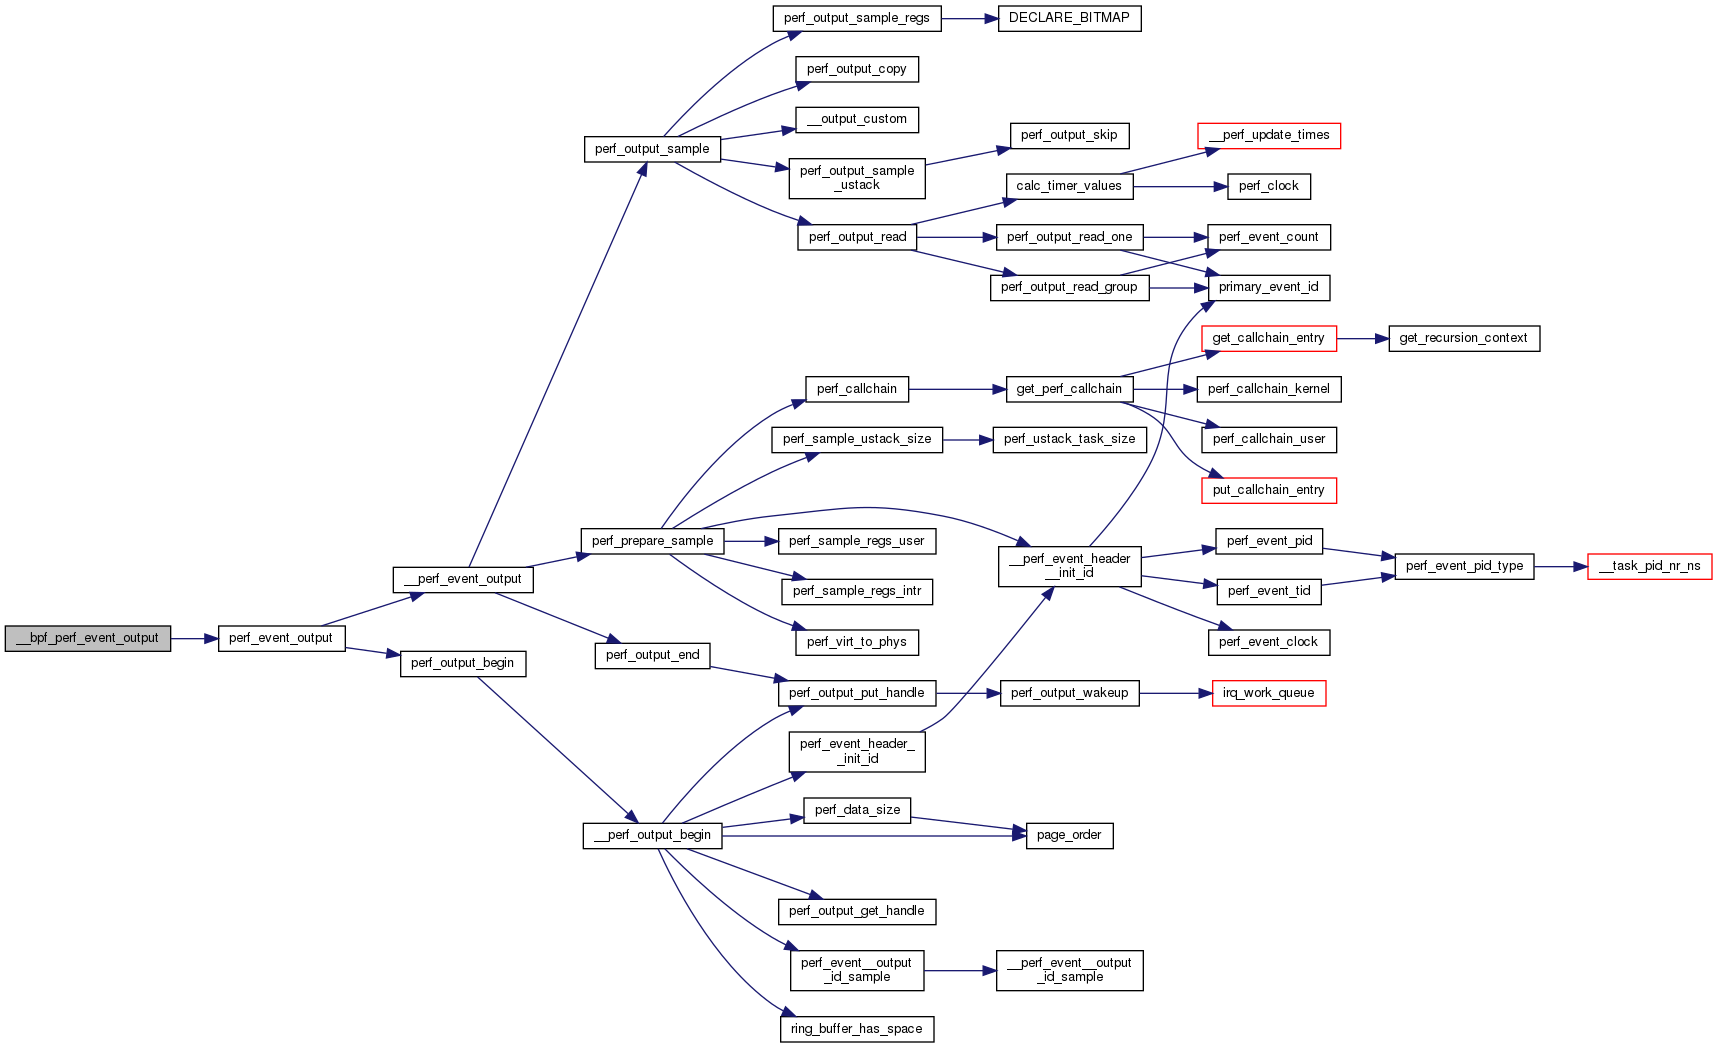 perf_output_sample_regs
DECLARE_BITMAP
perf_output_copy
__output_custom
perf_output_skip
__perf_update_times
perf_output_sample
perf_output_sample
_ustack
calc_timer_values
perf_clock
perf_output_read
perf_output_read_one
perf_event_count
perf_output_read_group
primary_event_id
get_callchain_entry
get_recursion_context
perf_callchain
get_perf_callchain
perf_callchain_kernel
perf_sample_ustack_size
perf_ustack_task_size
perf_callchain_user
put_callchain_entry
perf_prepare_sample
perf_sample_regs_user
perf_event_pid
__perf_event_header
__init_id
perf_event_pid_type
__task_pid_nr_ns
__perf_event_output
perf_sample_regs_intr
perf_event_tid
__bpf_perf_event_output
perf_event_output
perf_virt_to_phys
perf_event_clock
perf_output_begin
perf_output_end
perf_output_put_handle
perf_output_wakeup
irq_work_queue
perf_event_header_
_init_id
perf_data_size
__perf_output_begin
page_order
perf_output_get_handle
perf_event__output
_id_sample
__perf_event__output
_id_sample
ring_buffer_has_space